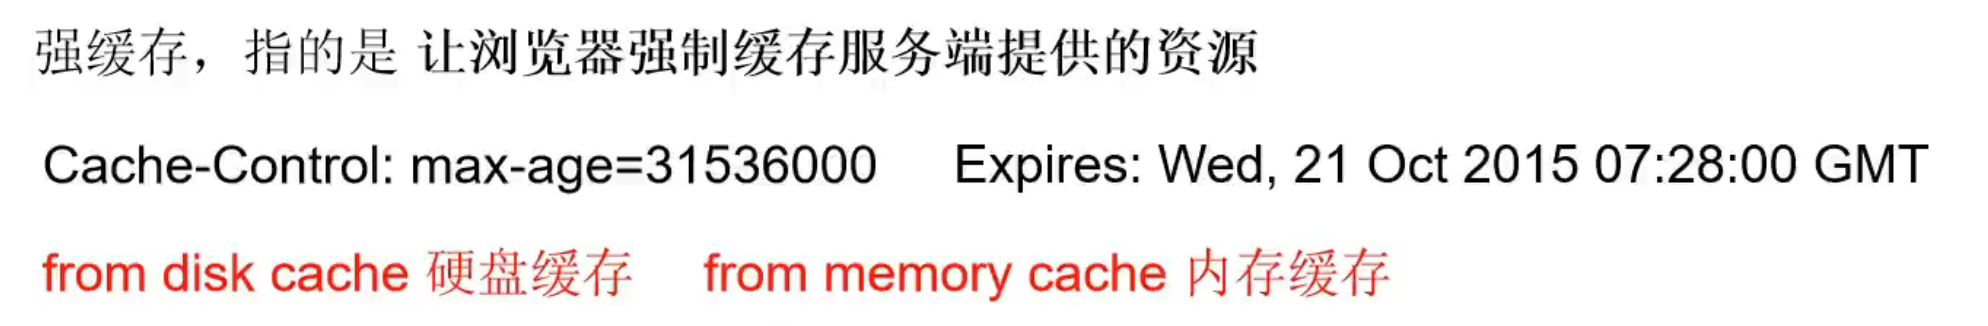 强缓存，指的是 让浏览器强制缓存服务端提供的资源
Cache-Control: max-age=31536000 Expires: Wed, 21 Oct 2015 07:28:00 GMT
from disk cache 硬盘缓存 from memory cache 内存缓存